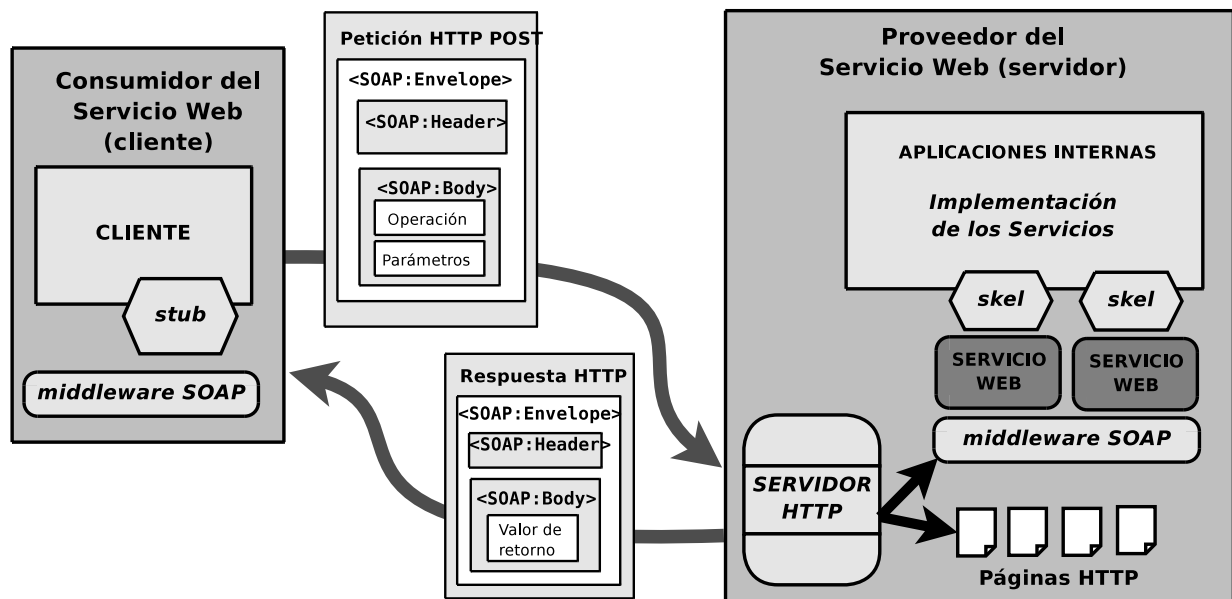 Consumidor del
Servicio Web
(cliente)
CLIENTE
stub
middleware SOAP
Petición HTTP POST
<SOAP:Envelope>
<SOAP:Header>
<SOAP:Body>
Operación
Parámetros
Respuesta HTTP
<SOAP:Envelope>
<SOAP:Header>
<SOAP:Body>
Valor de
retorno
Proveedor del
Servicio Web (servidor)
APLICACIONES INTERNAS
Implementación
de los Servicios
skel
skel
SERVICIO
WEB
SERVICIO
WEB
middleware SOAP
SERVIDOR
HTTP
Páginas HTTP